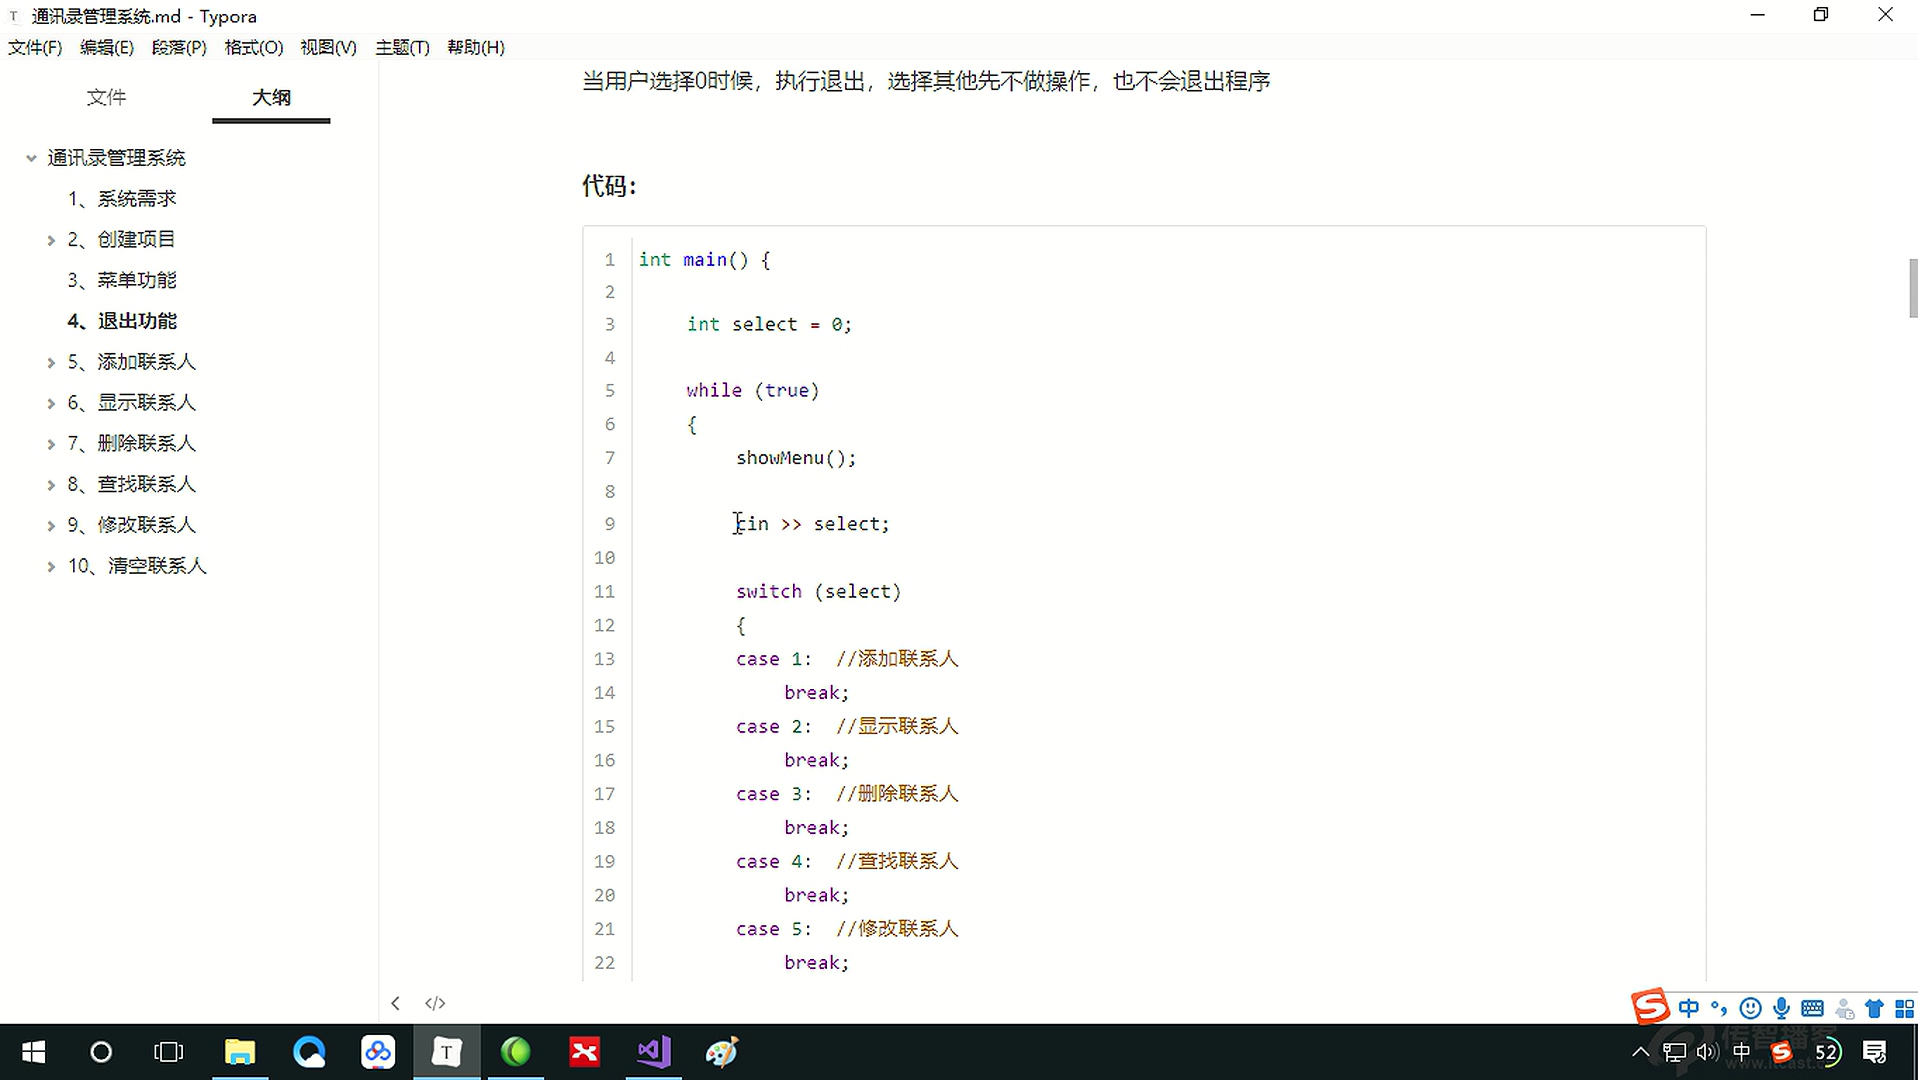 通讯录管理系统.md - Typora
文件(F) 编辑(E) 段落(P) 格式(O) 视图(V) 主题(T) 帮助(H)
文件 大纲
通讯录管理系统
1、系统需求
2、创建项目
3、菜单功能
4、退出功能
5、添加联系人
6、显示联系人
7、删除联系人
8、查找联系人
9、修改联系人
10、清空联系人
当用户选择0时候，执行退出，选择其他先不做操作，也不会退出程序
代码：
1 int main() {
2
3 int select = 0;
4
5 while (true)
6 {
7 showMenu();
8
9 cin >> select;
10
11 switch (select)
12 {
13 case 1: //添加联系人
14 break;
15 case 2: //显示联系人
16 break;
17 case 3: //删除联系人
18 break;
19 case 4: //查找联系人
20 break;
21 case 5: //修改联系人
22 break;
中
中
52
传智播客